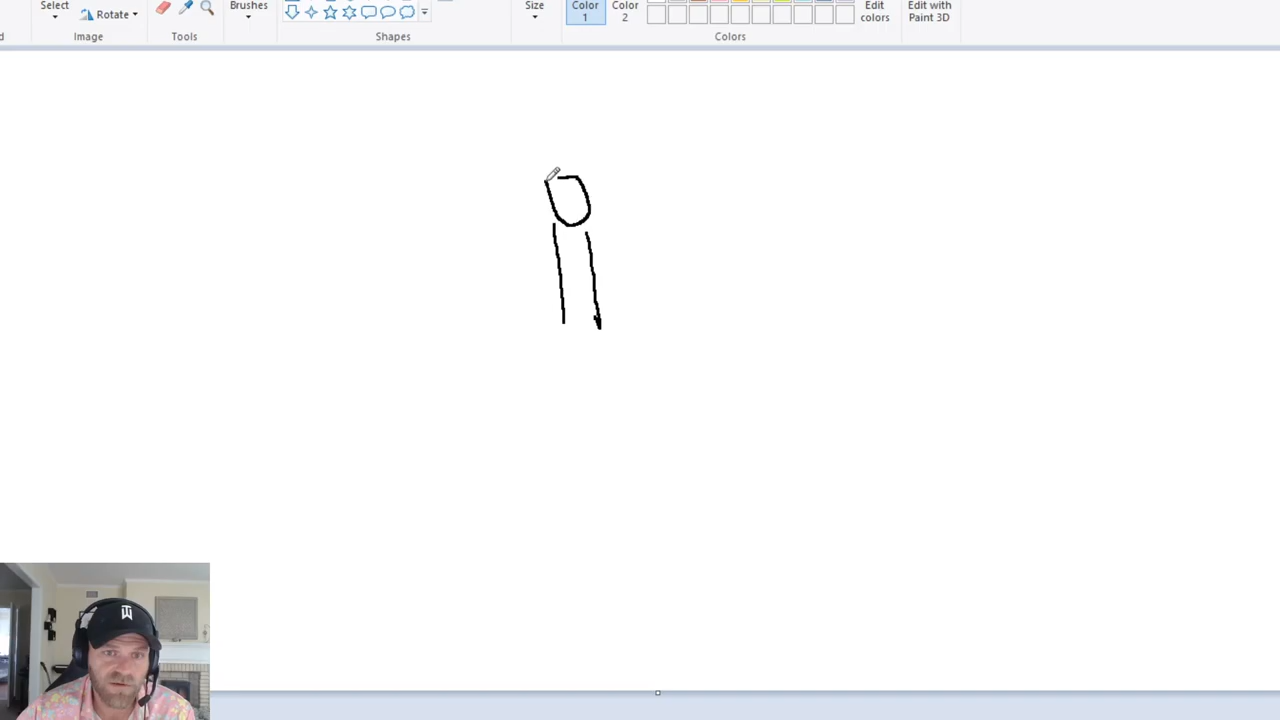 Select
Rotate
Image
Tools
Brushes
Shapes
Size
Color
1
Color
2
Colors
Edit
colors
Edit with
Paint 3D